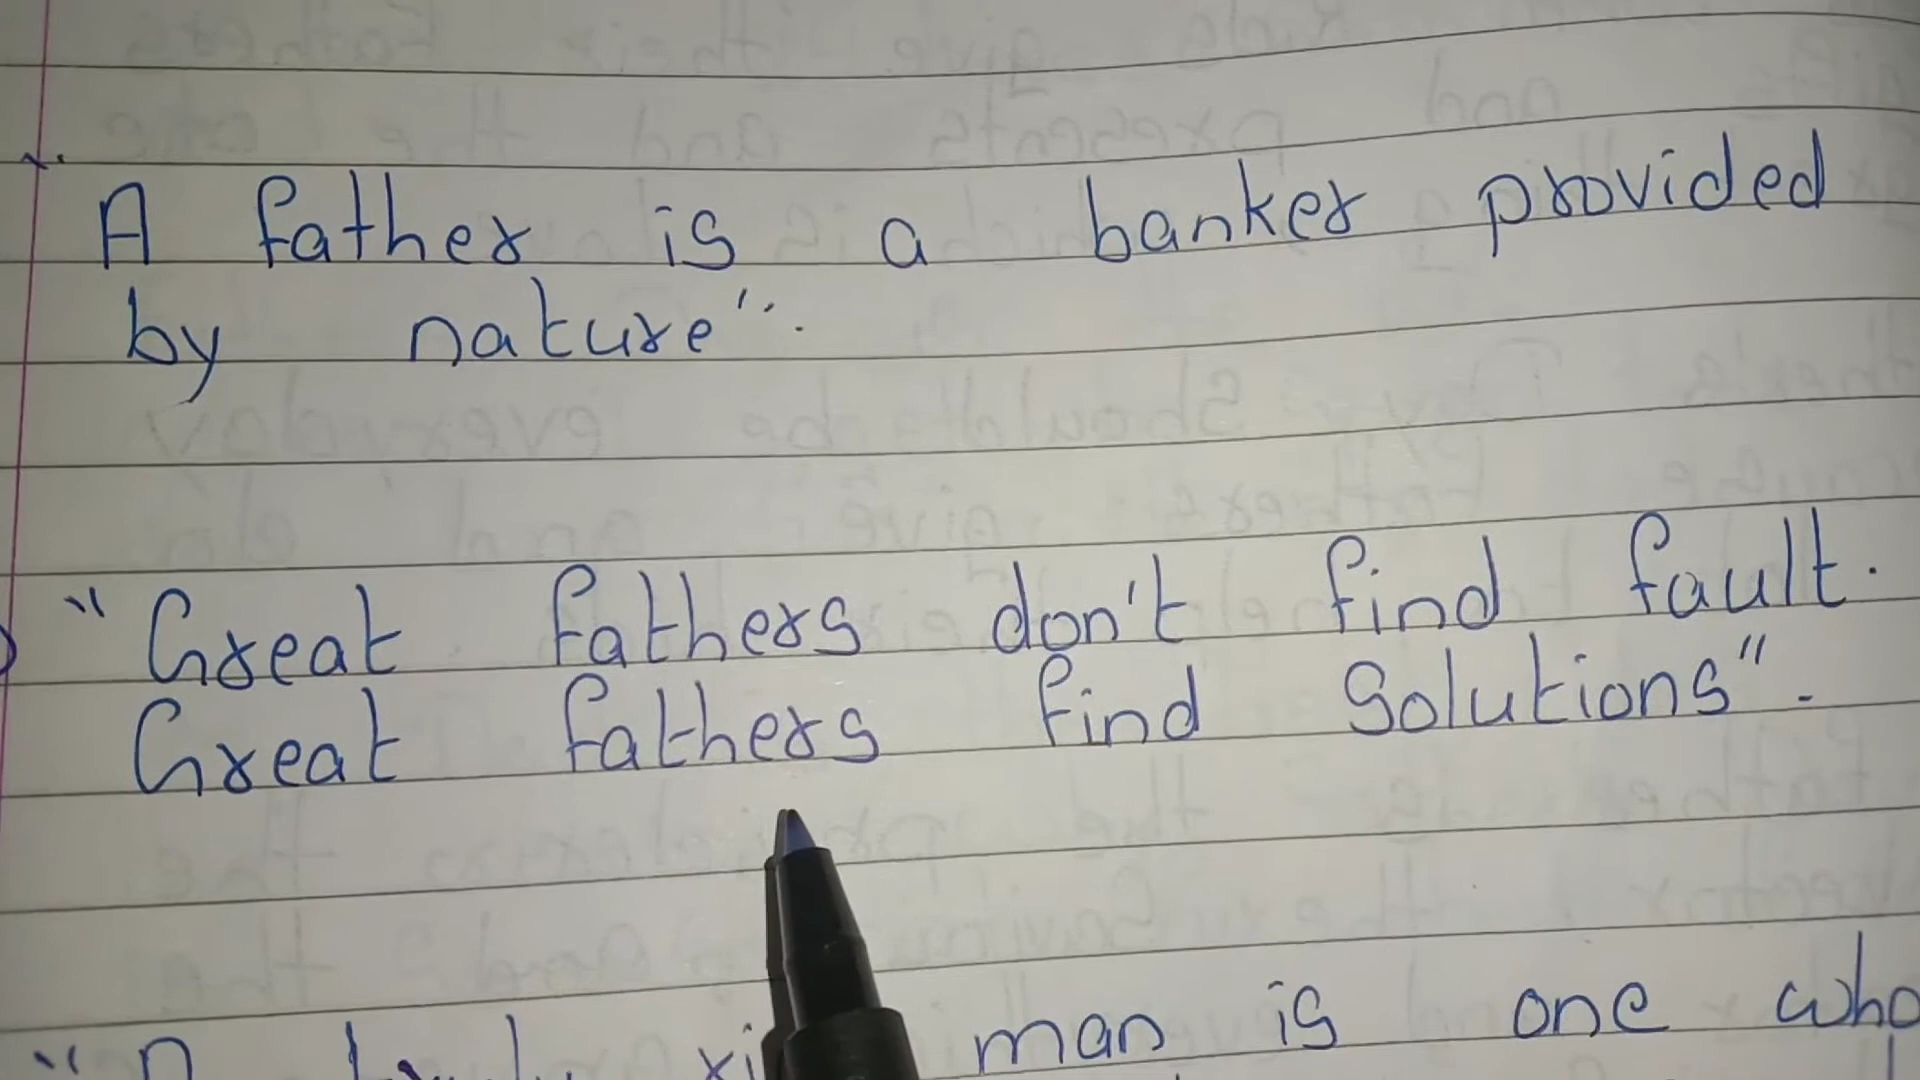 "A father is a banker provided
by nature".
"Great fathers don't find fault.
Great fathers find solutions".
" man is one who